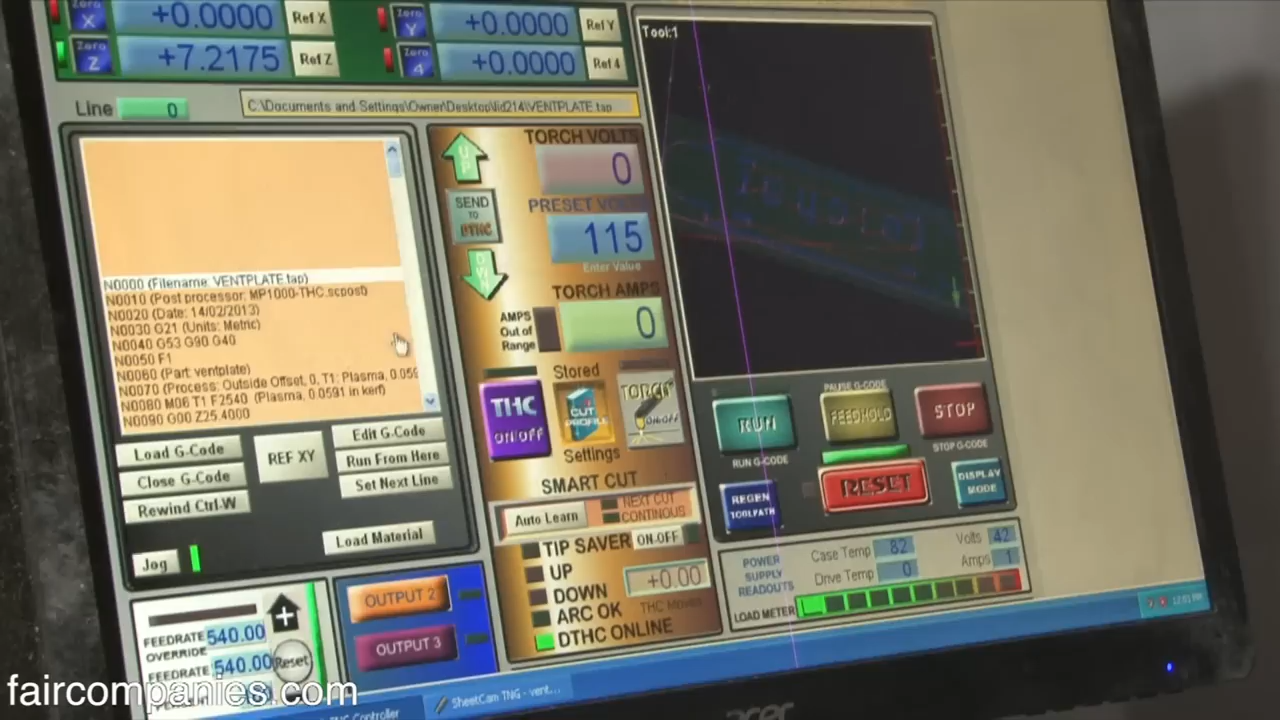 Zero X +0.0000 Ref X
Zero Y +0.0000 Ref Y
Zero Z +7.2175 Ref Z
Zero 4 +0.0000 Ref 4
Line 0
C:\Documents and Settings\Owner\Desktop\lid214\VENTPLATE.tap
N0000 (Filename: VENTPLATE.tap)
N0010 (Post processor: MP1000-THC.scpost)
N0020 (Date: 14/02/2013)
N0030 G21 (Units: Metric)
N0040 G53 G90 G40
N0050 F1
N0060 (Part: ventplate)
N0070 (Process: Outside Offset, 0, T1: Plasma, 0.059
N0080 M06 T1 F2540 (Plasma, 0.0591 in kerf)
N0090 G00 Z25.4000
Load G-Code
Close G-Code
Rewind Ctrl-W
REF XY
Edit G-Code
Run From Here
Set Next Line
Load Material
Jog
FEEDRATE
OVERRIDE
540.00
FEEDRATE
540.00
Reset
OUTPUT 2
OUTPUT 3
UP
SEND
TO
DTHC
DWN
TORCH VOLTS
0
PRESET VOLTS
115
Enter Value
TORCH AMPS
0
AMPS
Out of
Range
THC
ON/OFF
Stored
CUT
PROFILE
Settings
TORCH
ON/OFF
SMART CUT
Auto Learn
NEXT CUT
CONTINOUS
TIP SAVER ON-OFF
UP
DOWN
+0.00
ARC OK
THC Moves
DTHC ONLINE
Tool:1
RUN
RUN G-CODE
PAUSE G-CODE
FEEDHOLD
STOP
STOP G-CODE
REGEN
TOOLPATH
RESET
DISPLAY
MODE
POWER
SUPPLY
READOUTS
Case Temp 82
Drive Temp 0
Volts 42
Amps 1
LOAD METER
SheetCam TNG - vent...
Controller
acer
faircompanies.com